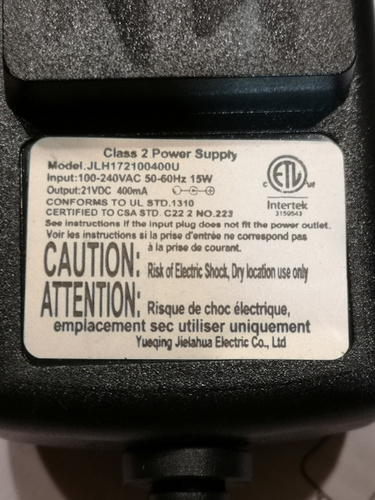 Class 2 Power Supply
Model.JLH172100400U
Input:100-240VAC 50-60Hz 15W
Output:21VDC 400mA
CONFORMS TO UL STD.1310
CERTIFIED TO CSA STD. C22 2 NO.223
c ETL us
Intertek
3159543
See instructions if the input plug does not fit the power outlet.
Voir les instructions si la prise d'entrée ne correspond pas
à la prise de courant.
CAUTION: Risk of Electric Shock, Dry location use only
ATTENTION: Risque de choc électrique,
emplacement sec utiliser uniquement
Yueqing Jielahua Electric Co., Ltd